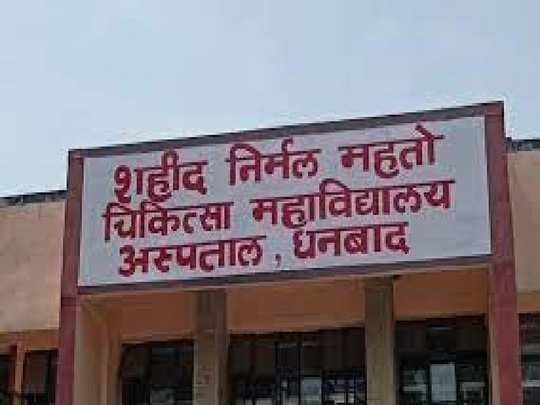 शहीद निर्मल महतो
चिकित्सा महाविद्यालय
अस्पताल, धनबाद